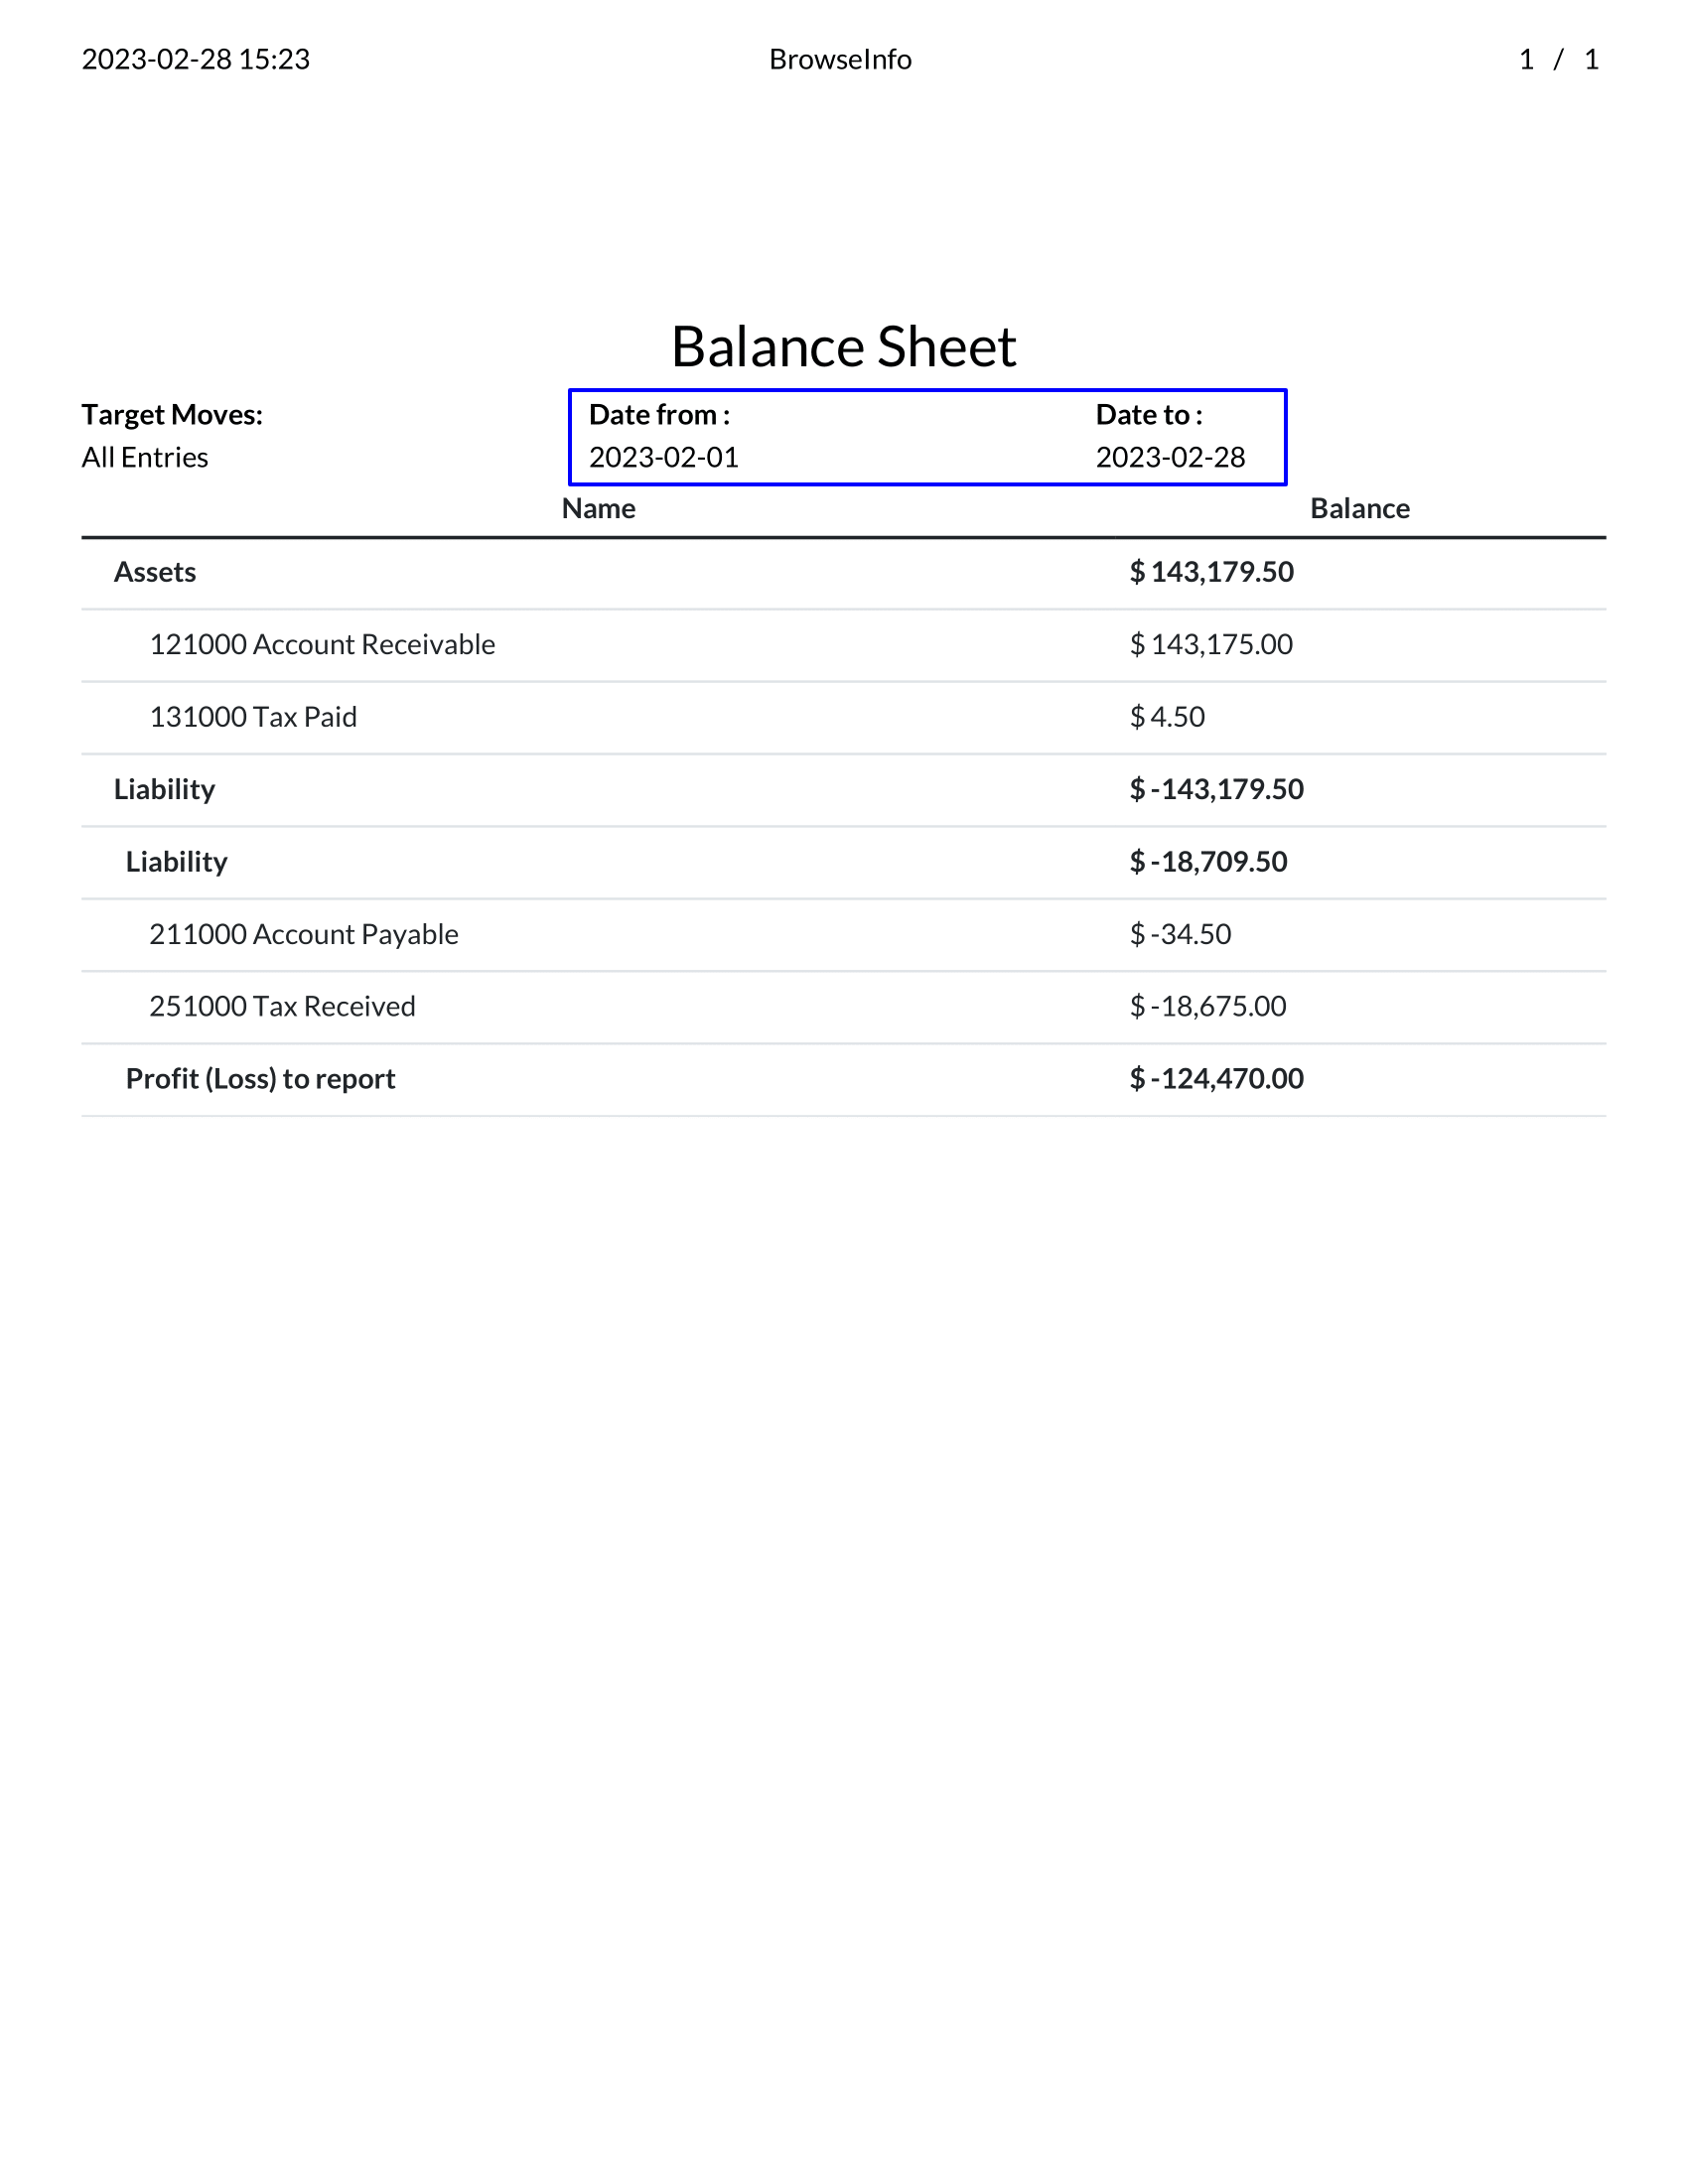 2023-02-28 15:23 BrowseInfo 1 / 1
Balance Sheet
Target Moves: Date from : Date to :
All Entries 2023-02-01 2023-02-28
Name Balance
Assets $ 143,179.50
121000 Account Receivable $ 143,175.00
131000 Tax Paid $ 4.50
Liability $ -143,179.50
Liability $ -18,709.50
211000 Account Payable $ -34.50
251000 Tax Received $ -18,675.00
Profit (Loss) to report $ -124,470.00